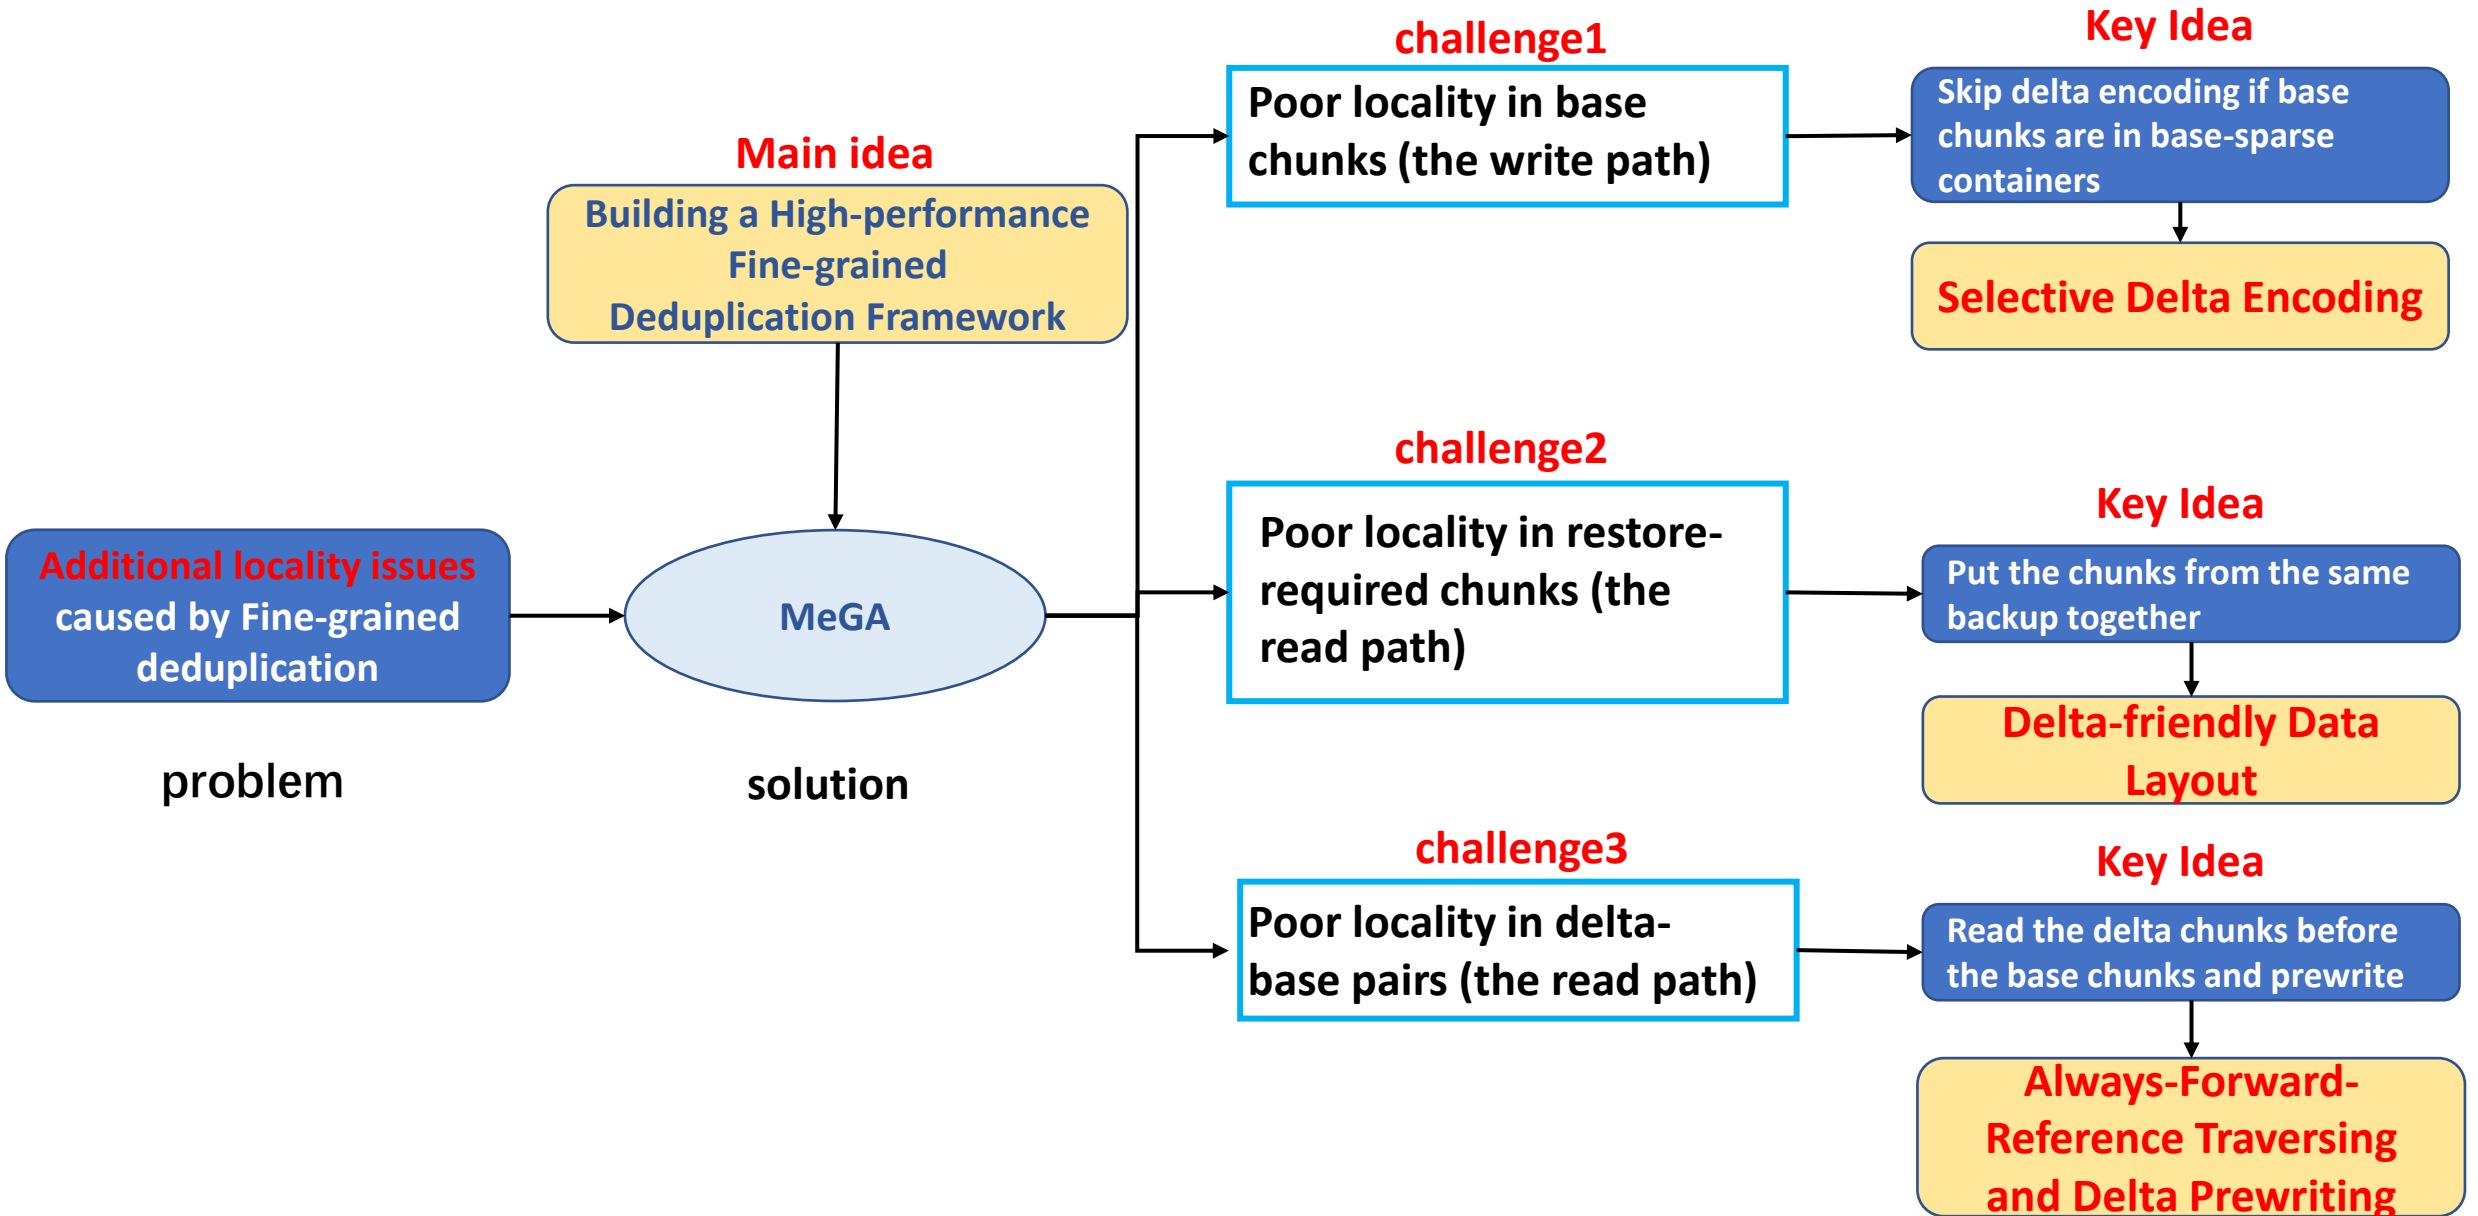 Additional locality issues
caused by Fine-grained
deduplication
problem
Main idea
Building a High-performance
Fine-grained
Deduplication Framework
MeGA
solution
challenge1
Poor locality in base
chunks (the write path)
Key Idea
Skip delta encoding if base
chunks are in base-sparse
containers
Selective Delta Encoding
challenge2
Poor locality in restore-
required chunks (the
read path)
Key Idea
Put the chunks from the same
backup together
Delta-friendly Data
Layout
challenge3
Poor locality in delta-
base pairs (the read path)
Key Idea
Read the delta chunks before
the base chunks and prewrite
Always-Forward-
Reference Traversing
and Delta Prewriting